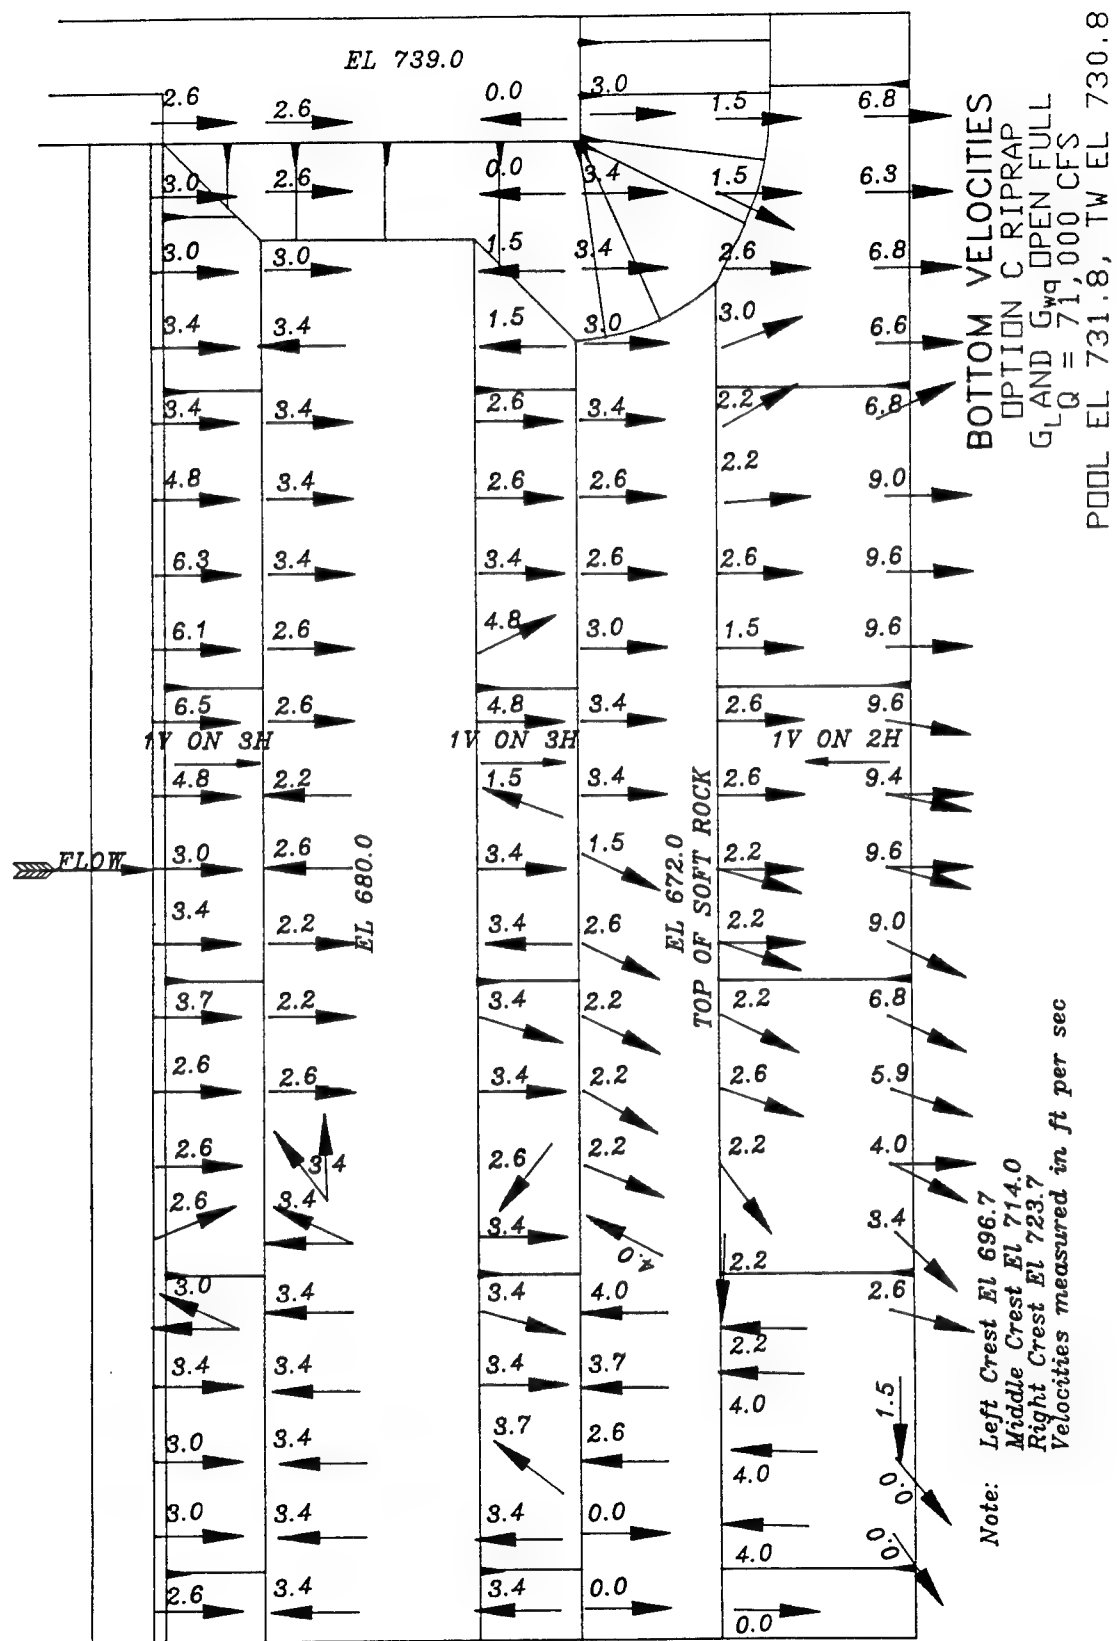 EL 739.0
2.6 2.6 0.0 3.0 1.5 6.8
3.0 2.6 0.0 3.4 1.5 6.3
3.0 3.0 1.5 3.4 2.6 6.8
3.4 3.4 1.5 3.0 3.0 6.6
3.4 3.4 2.6 3.4 2.2 6.8
4.8 3.4 2.6 2.6 2.2 9.0
6.3 3.4 3.4 2.6 2.6 9.6
6.1 2.6 4.8 3.0 1.5 9.6
6.5 2.6 4.8 3.4 2.6 9.6
1V ON 3H 1V ON 3H 1V ON 2H
4.8 2.2 1.5 3.4 2.6 9.4
FLOW 3.0 2.6 3.4 1.5 2.2 9.6
3.4 2.2 3.4 2.6 2.2 9.0
EL 680.0
EL 672.0
TOP OF SOFT ROCK
3.7 2.2 3.4 2.2 2.2 6.8
2.6 2.6 3.4 2.2 2.6 5.9
2.6 3.4 2.6 2.2 2.2 4.0
2.6 3.4 3.4 4.0 2.2 3.4
3.0 3.4 3.4 4.0 2.2 2.6
3.4 3.4 3.4 3.7 4.0 1.5
3.0 3.4 3.7 2.6 4.0 0.0
3.0 3.4 3.4 0.0 4.0 0.0
2.6 3.4 3.4 0.0 0.0
BOTTOM VELOCITIES
OPTION C RIPRAP
GL AND Gwq OPEN FULL
Q = 71,000 CFS
POOL EL 731.8, TW EL 730.8
Note: Left Crest El 696.7
Middle Crest El 714.0
Right Crest El 723.7
Velocities measured in ft per sec